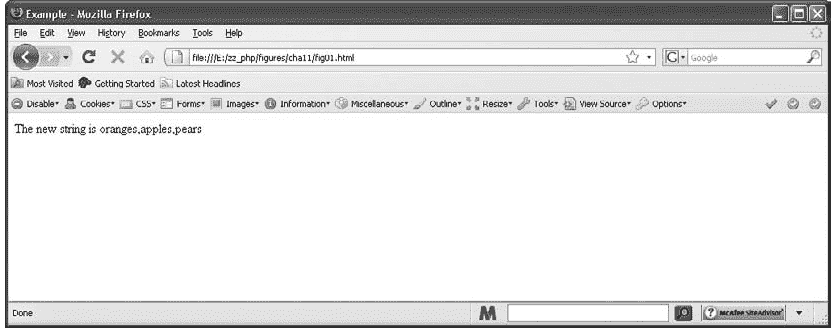 Example - Mozilla Firefox
File Edit View History Bookmarks Tools Help
file:///E:/zz_php/figures/cha11/fig01.html
Google
Most Visited Getting Started Latest Headlines
Disable Cookies CSS Forms Images Information Miscellaneous Outline Resize Tools View Source Options
The new string is oranges,apples,pears
Done
McAfee SiteAdvisor